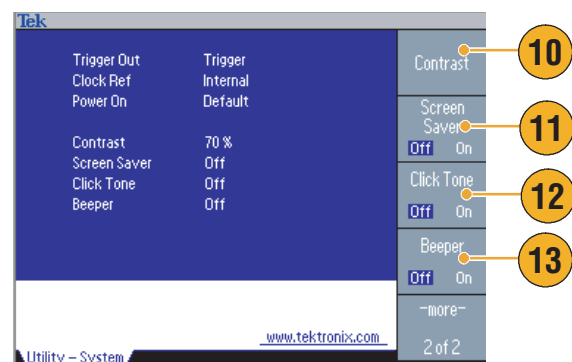 Tek
Trigger Out Trigger
Clock Ref Internal
Power On Default
Contrast 70 %
Screen Saver Off
Click Tone Off
Beeper Off
www.tektronix.com
Utility – System
Contrast
Screen
Saver
Off On
Click Tone
Off On
Beeper
Off On
-more-
2 of 2
10
11
12
13